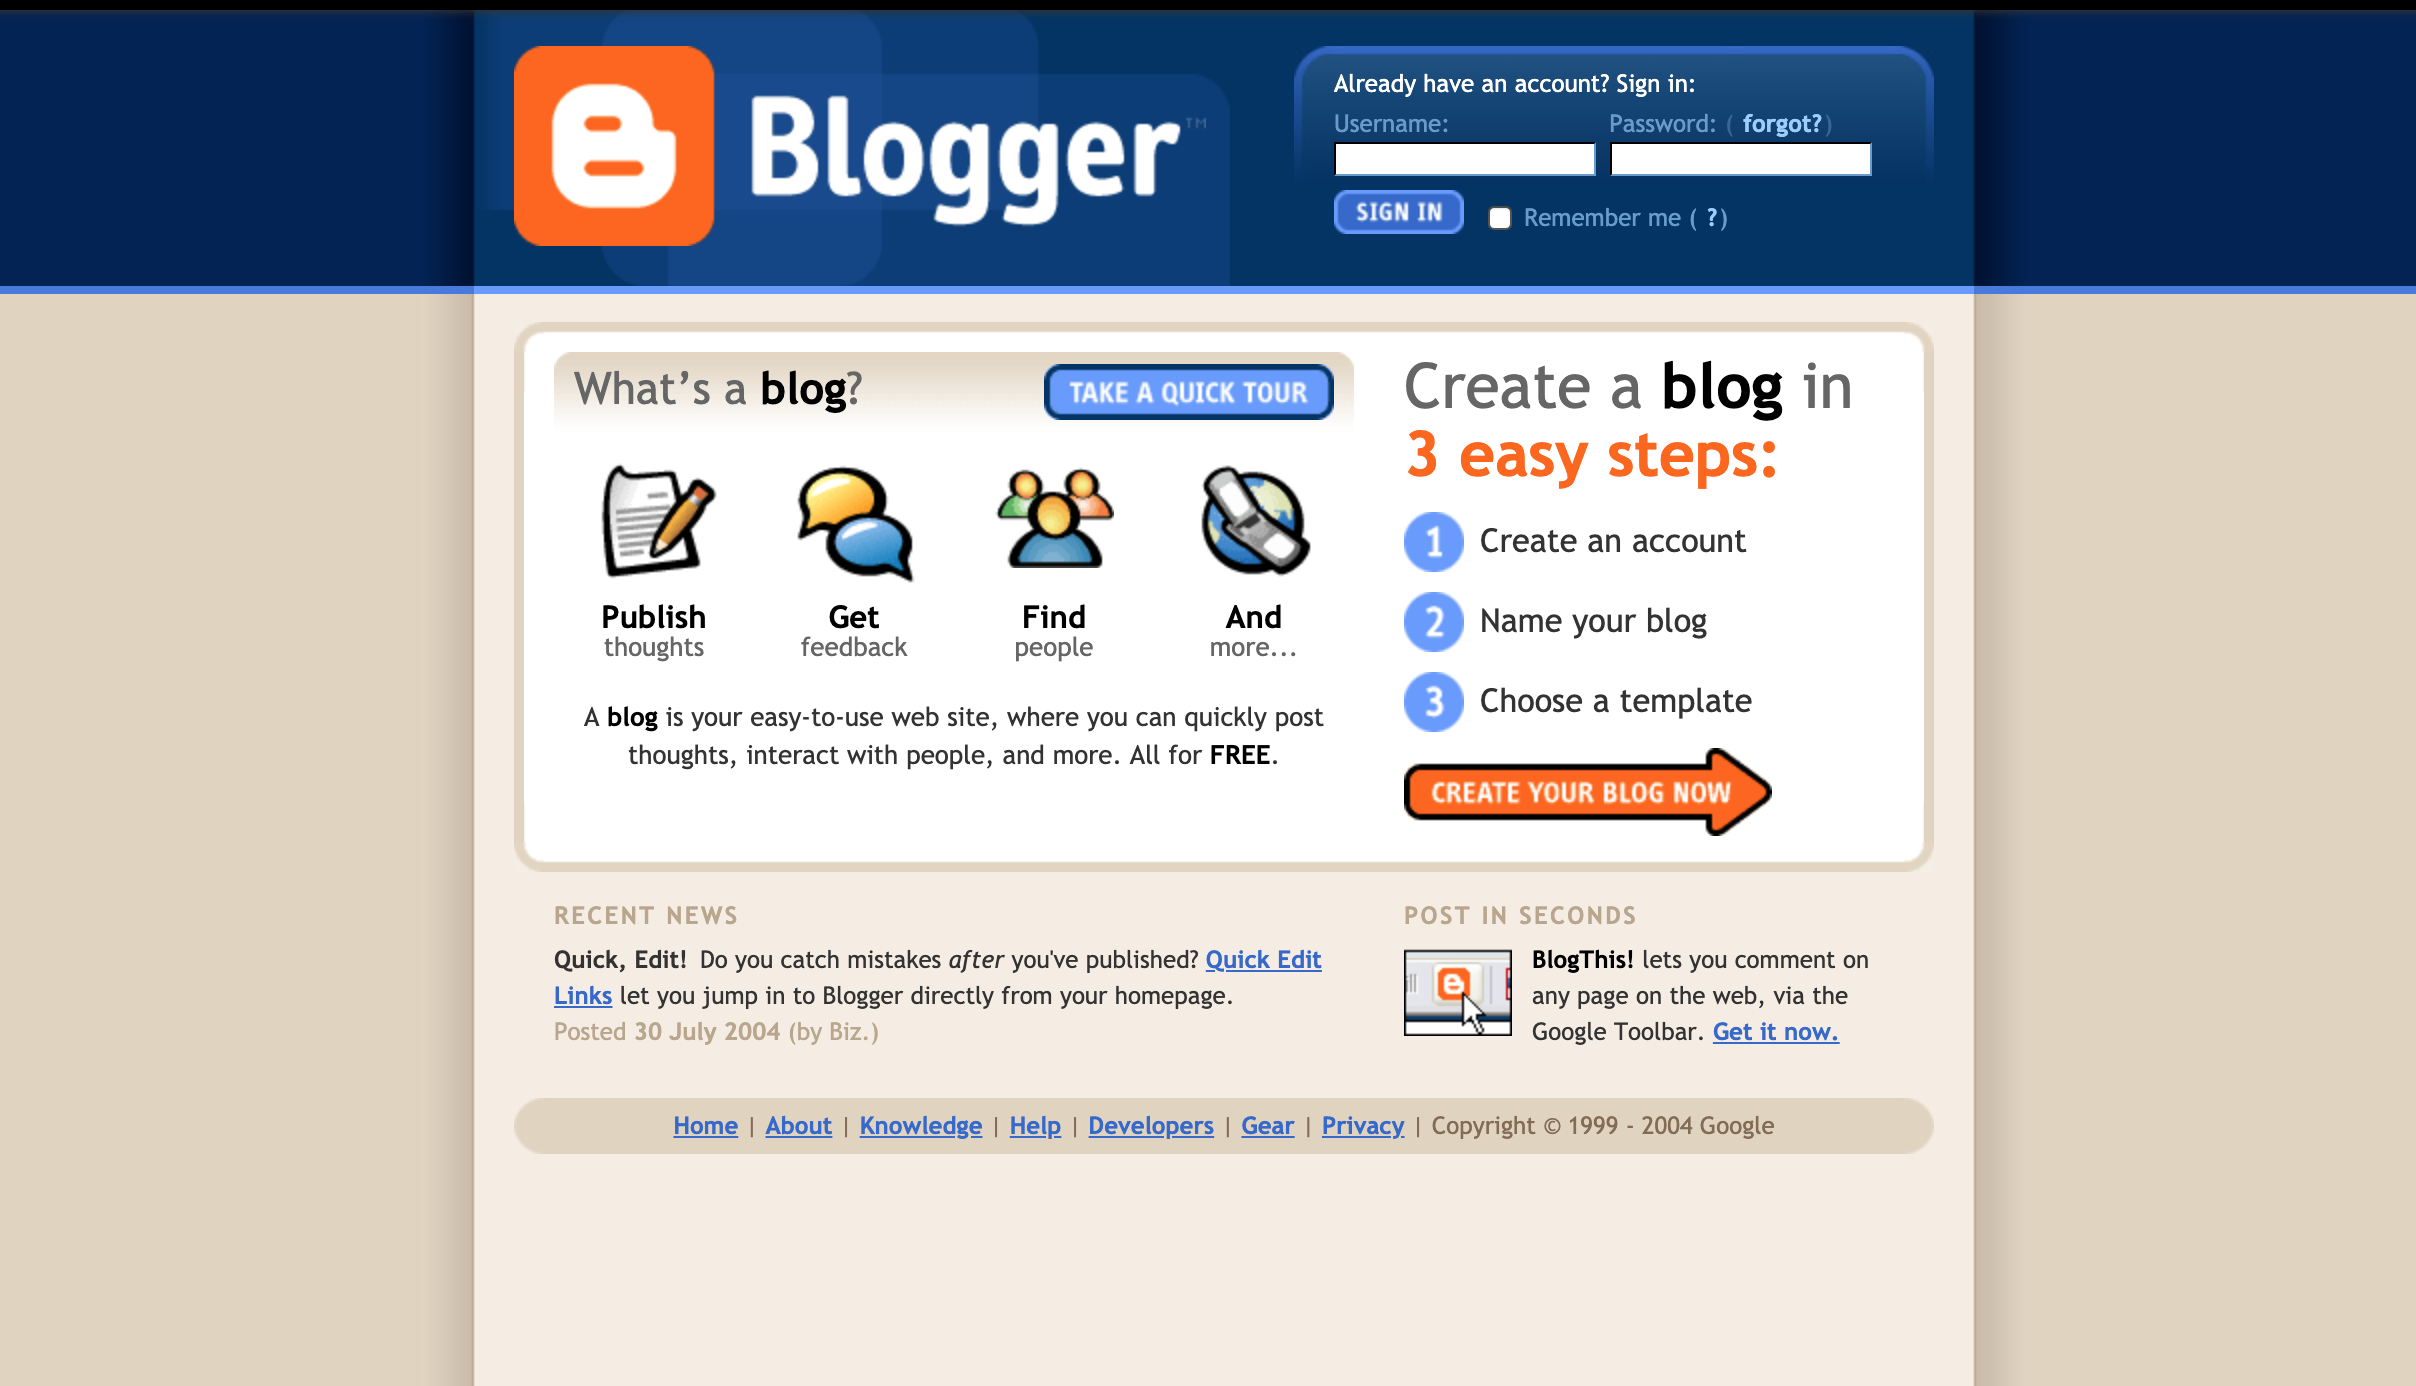 Blogger™
Already have an account? Sign in:
Username:
Password: ( forgot?)
SIGN IN
Remember me ( ?)
What’s a blog?
TAKE A QUICK TOUR
Publish
thoughts
Get
feedback
Find
people
And
more...
A blog is your easy-to-use web site, where you can quickly post
thoughts, interact with people, and more. All for FREE.
Create a blog in
3 easy steps:
1 Create an account
2 Name your blog
3 Choose a template
CREATE YOUR BLOG NOW
RECENT NEWS
Quick, Edit! Do you catch mistakes after you've published? Quick Edit
Links let you jump in to Blogger directly from your homepage.
Posted 30 July 2004 (by Biz.)
POST IN SECONDS
BlogThis! lets you comment on
any page on the web, via the
Google Toolbar. Get it now.
Home | About | Knowledge | Help | Developers | Gear | Privacy | Copyright © 1999 - 2004 Google